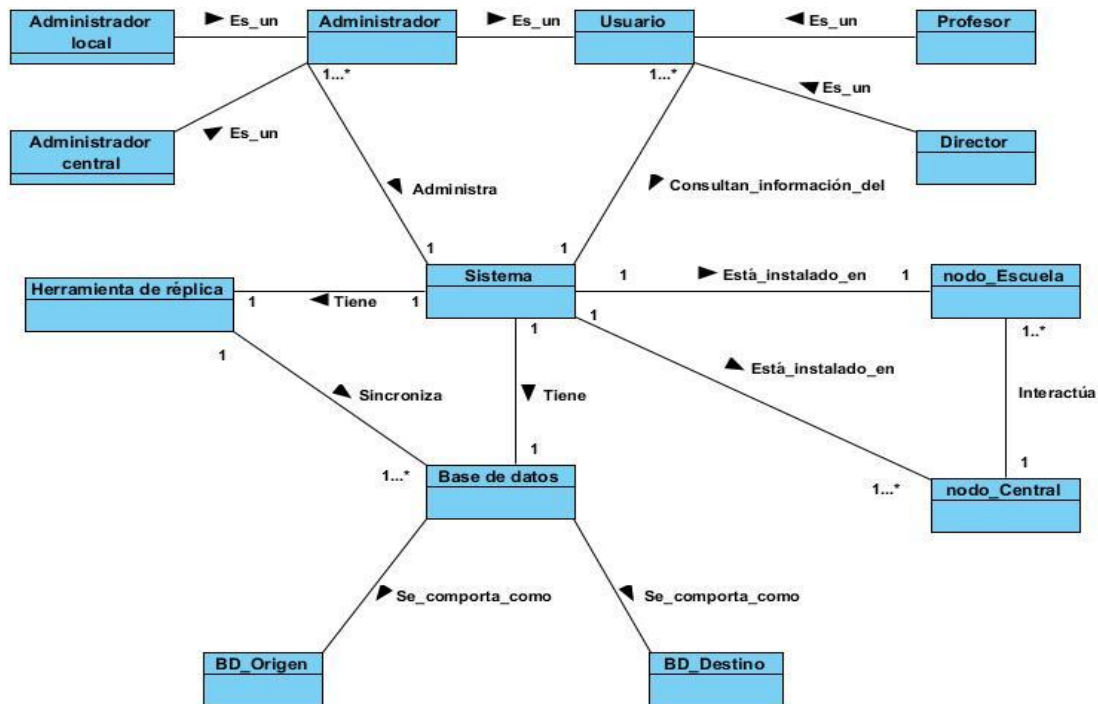 Administrador
local
Es_un
Administrador
Es_un
Usuario
Es_un
Profesor
1...*
1...*
Es_un
Administrador
central
Es_un
Director
Administra
Consultan_información_del
1
1
Herramienta de réplica
1
Tiene
1
Sistema
1
Está_instalado_en
1
nodo_Escuela
1
1
1..*
1
Sincroniza
Tiene
Está_instalado_en
Interactúa
1...*
1
Base de datos
1...*
1
nodo_Central
Se_comporta_como
Se_comporta_como
BD_Origen
BD_Destino